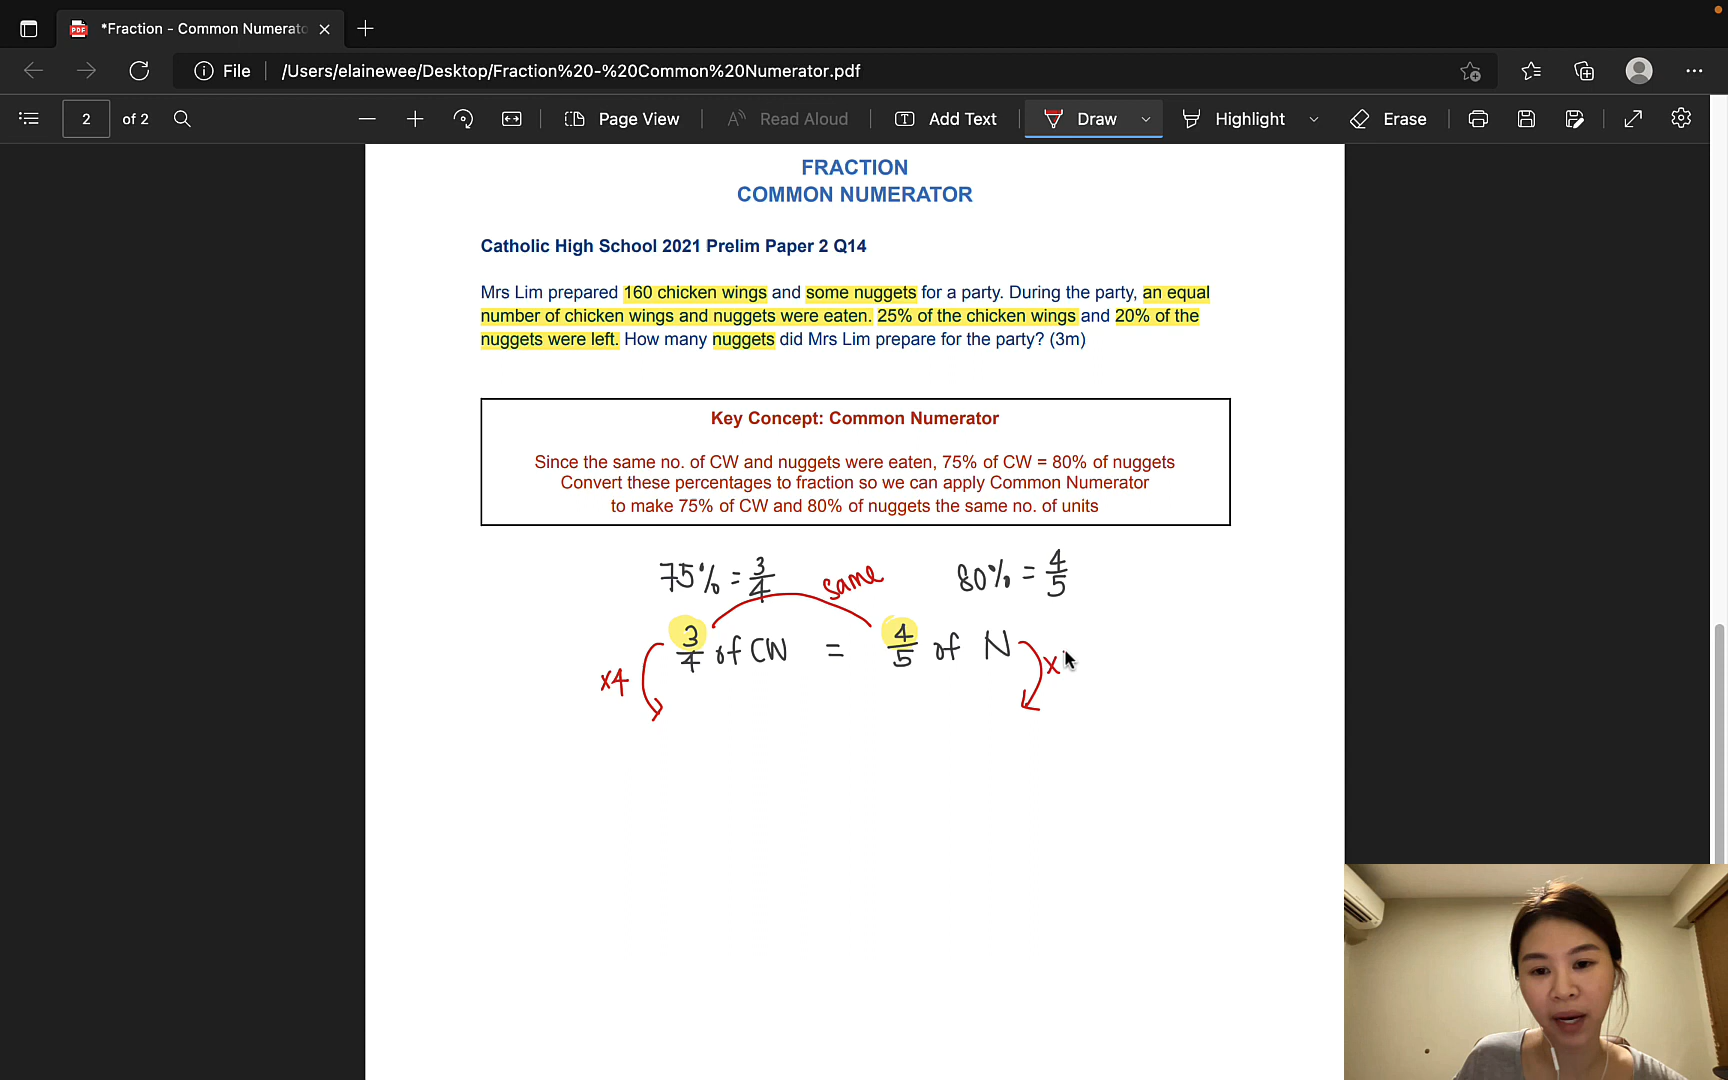 *Fraction - Common Numerato
File /Users/elainewee/Desktop/Fraction%20-%20Common%20Numerator.pdf
2 of 2 Page View Read Aloud Add Text Draw Highlight Erase
FRACTION
COMMON NUMERATOR
Catholic High School 2021 Prelim Paper 2 Q14
Mrs Lim prepared 160 chicken wings and some nuggets for a party. During the party, an equal
number of chicken wings and nuggets were eaten. 25% of the chicken wings and 20% of the
nuggets were left. How many nuggets did Mrs Lim prepare for the party? (3m)
Key Concept: Common Numerator
Since the same no. of CW and nuggets were eaten, 75% of CW = 80% of nuggets
Convert these percentages to fraction so we can apply Common Numerator
to make 75% of CW and 80% of nuggets the same no. of units
75% = 3/4 same 80% = 4/5
3/4 of CW = 4/5 of N
x4 x